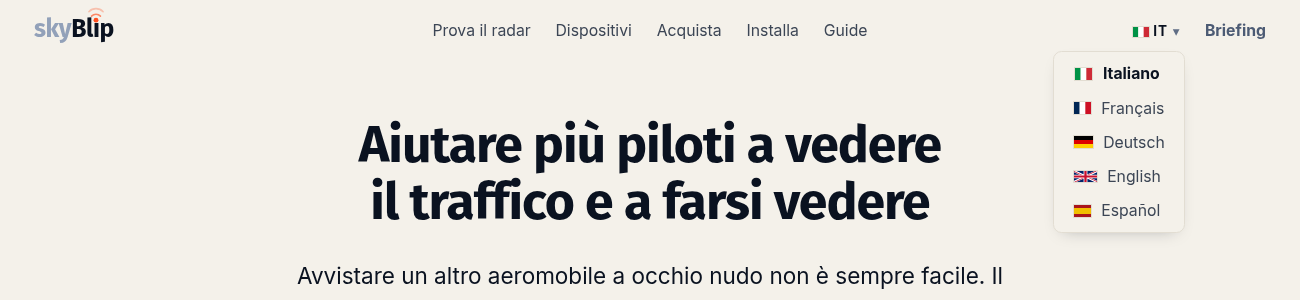 skyBlip
Prova il radar
Dispositivi
Acquista
Installa
Guide
IT ▾
Briefing
Italiano
Français
Deutsch
English
Español
Aiutare più piloti a vedere
il traffico e a farsi vedere
Avvistare un altro aeromobile a occhio nudo non è sempre facile. Il